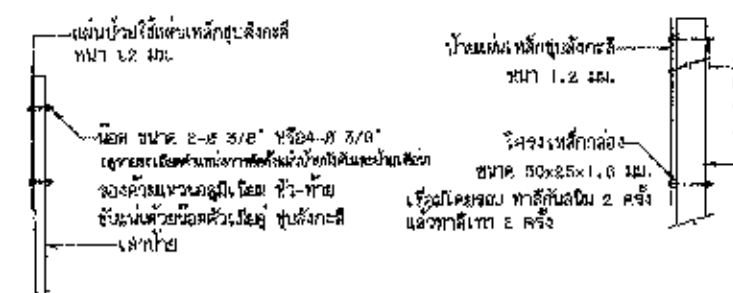 แผ่นป้ายใช้แผ่นเหล็กชุบสังกะสี
หนา 1.2 มม.
น๊อต ขนาด 2-Ø 3/8" หรือ4-Ø 3/8"
รองด้วยแหวนอลูมิเนียม หัว-ท้าย
ขันแน่นด้วยน๊อตตัวเมียคู่ ชุบสังกะสี
เสาป้าย
ป้ายแผ่นเหล็กชุบสังกะสี
หนา 1.2 มม.
โครงเหล็กกล่อง
ขนาด 50x25x1.6 มม.
เชื่อมโดยรอบ ทาสีกันสนิม 2 ครั้ง
แล้วทาสีเทา 2 ครั้ง